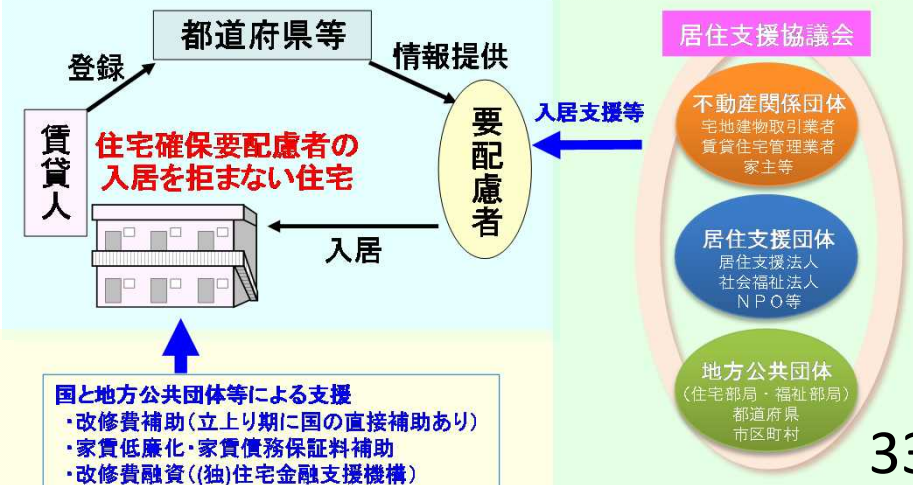 都道府県等
登録
情報提供
賃貸人
住宅確保要配慮者の
入居を拒まない住宅
要配慮者
入居
入居支援等
国と地方公共団体等による支援
・改修費補助(立上り期に国の直接補助あり)
・家賃低廉化・家賃債務保証料補助
・改修費融資((独)住宅金融支援機構)
居住支援協議会
不動産関係団体
宅地建物取引業者
賃貸住宅管理業者
家主等
居住支援団体
居住支援法人
社会福祉法人
NPO等
地方公共団体
(住宅部局・福祉部局)
都道府県
市区町村
33